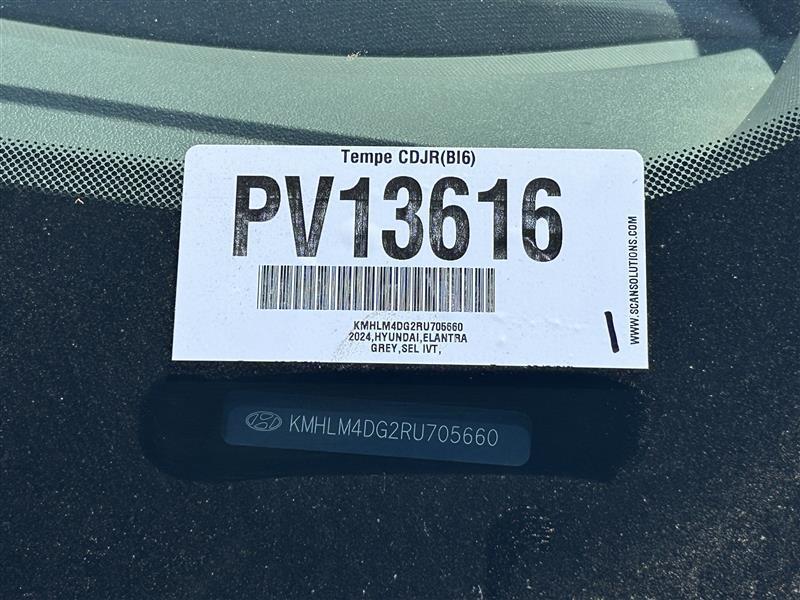 Tempe CDJR(BI6)
PV13616
KMHLM4DG2RU705660
2024,HYUNDAI,ELANTRA
GREY,SEL IVT,
WWW.SCANSOLUTIONS.COM
KMHLM4DG2RU705660